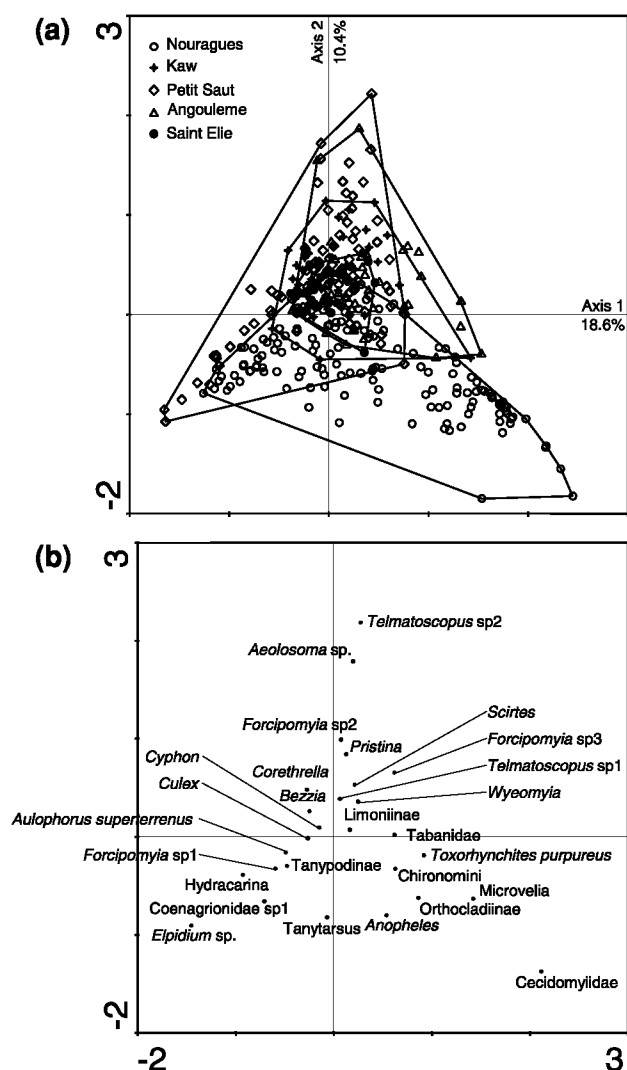 (a)
3
Axis 2
10.4%
Nouragues
Kaw
Petit Saut
Angouleme
Saint Elie
Axis 1
18.6%
-2
(b)
3
Telmatoscopus sp2
Aeolosoma sp.
Scirtes
Forcipomyia sp2
Forcipomyia sp3
Pristina
Cyphon
Telmatoscopus sp1
Corethrella
Culex
Bezzia
Wyeomyia
Limoniinae
Aulophorus superterrenus
Tabanidae
Forcipomyia sp1
Tanypodinae
Toxorhynchites purpureus
Hydracarina
Chironomini
Microvelia
Coenagrionidae sp1
Orthocladiinae
Elpidium sp.
Tanytarsus
Anopheles
Cecidomyiidae
-2
-2
3